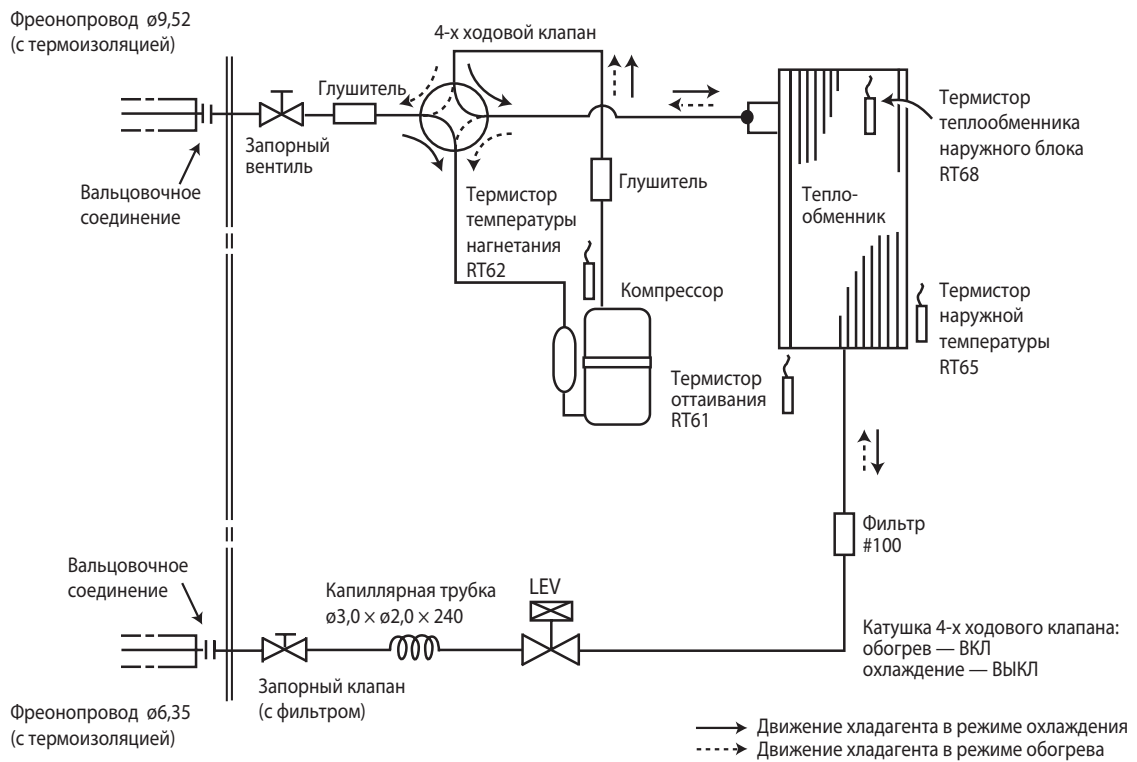 Фреонопровод ø9,52
(с термоизоляцией)
4-х ходовой клапан
Глушитель
Запорный
вентиль
Вальцовочное
соединение
Термистор
температуры
нагнетания
RT62
Глушитель
Компрессор
Термистор
теплообменника
наружного блока
RT68
Тепло-
обменник
Термистор
наружной
температуры
RT65
Термистор
оттаивания
RT61
Фильтр
#100
Вальцовочное
соединение
Капиллярная трубка
ø3,0 × ø2,0 × 240
LEV
Запорный клапан
(с фильтром)
Фреонопровод ø6,35
(с термоизоляцией)
Катушка 4-х ходового клапана:
обогрев — ВКЛ
охлаждение — ВЫКЛ
Движение хладагента в режиме охлаждения
Движение хладагента в режиме обогрева